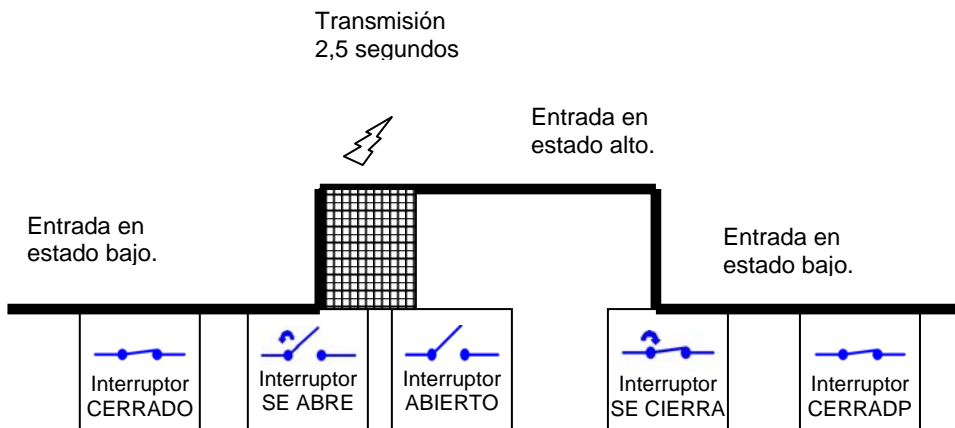 Transmisión
2,5 segundos
Entrada en
estado alto.
Entrada en
estado bajo.
Entrada en
estado bajo.
Interruptor
CERRADO
Interruptor
SE ABRE
Interruptor
ABIERTO
Interruptor
SE CIERRA
Interruptor
CERRADP